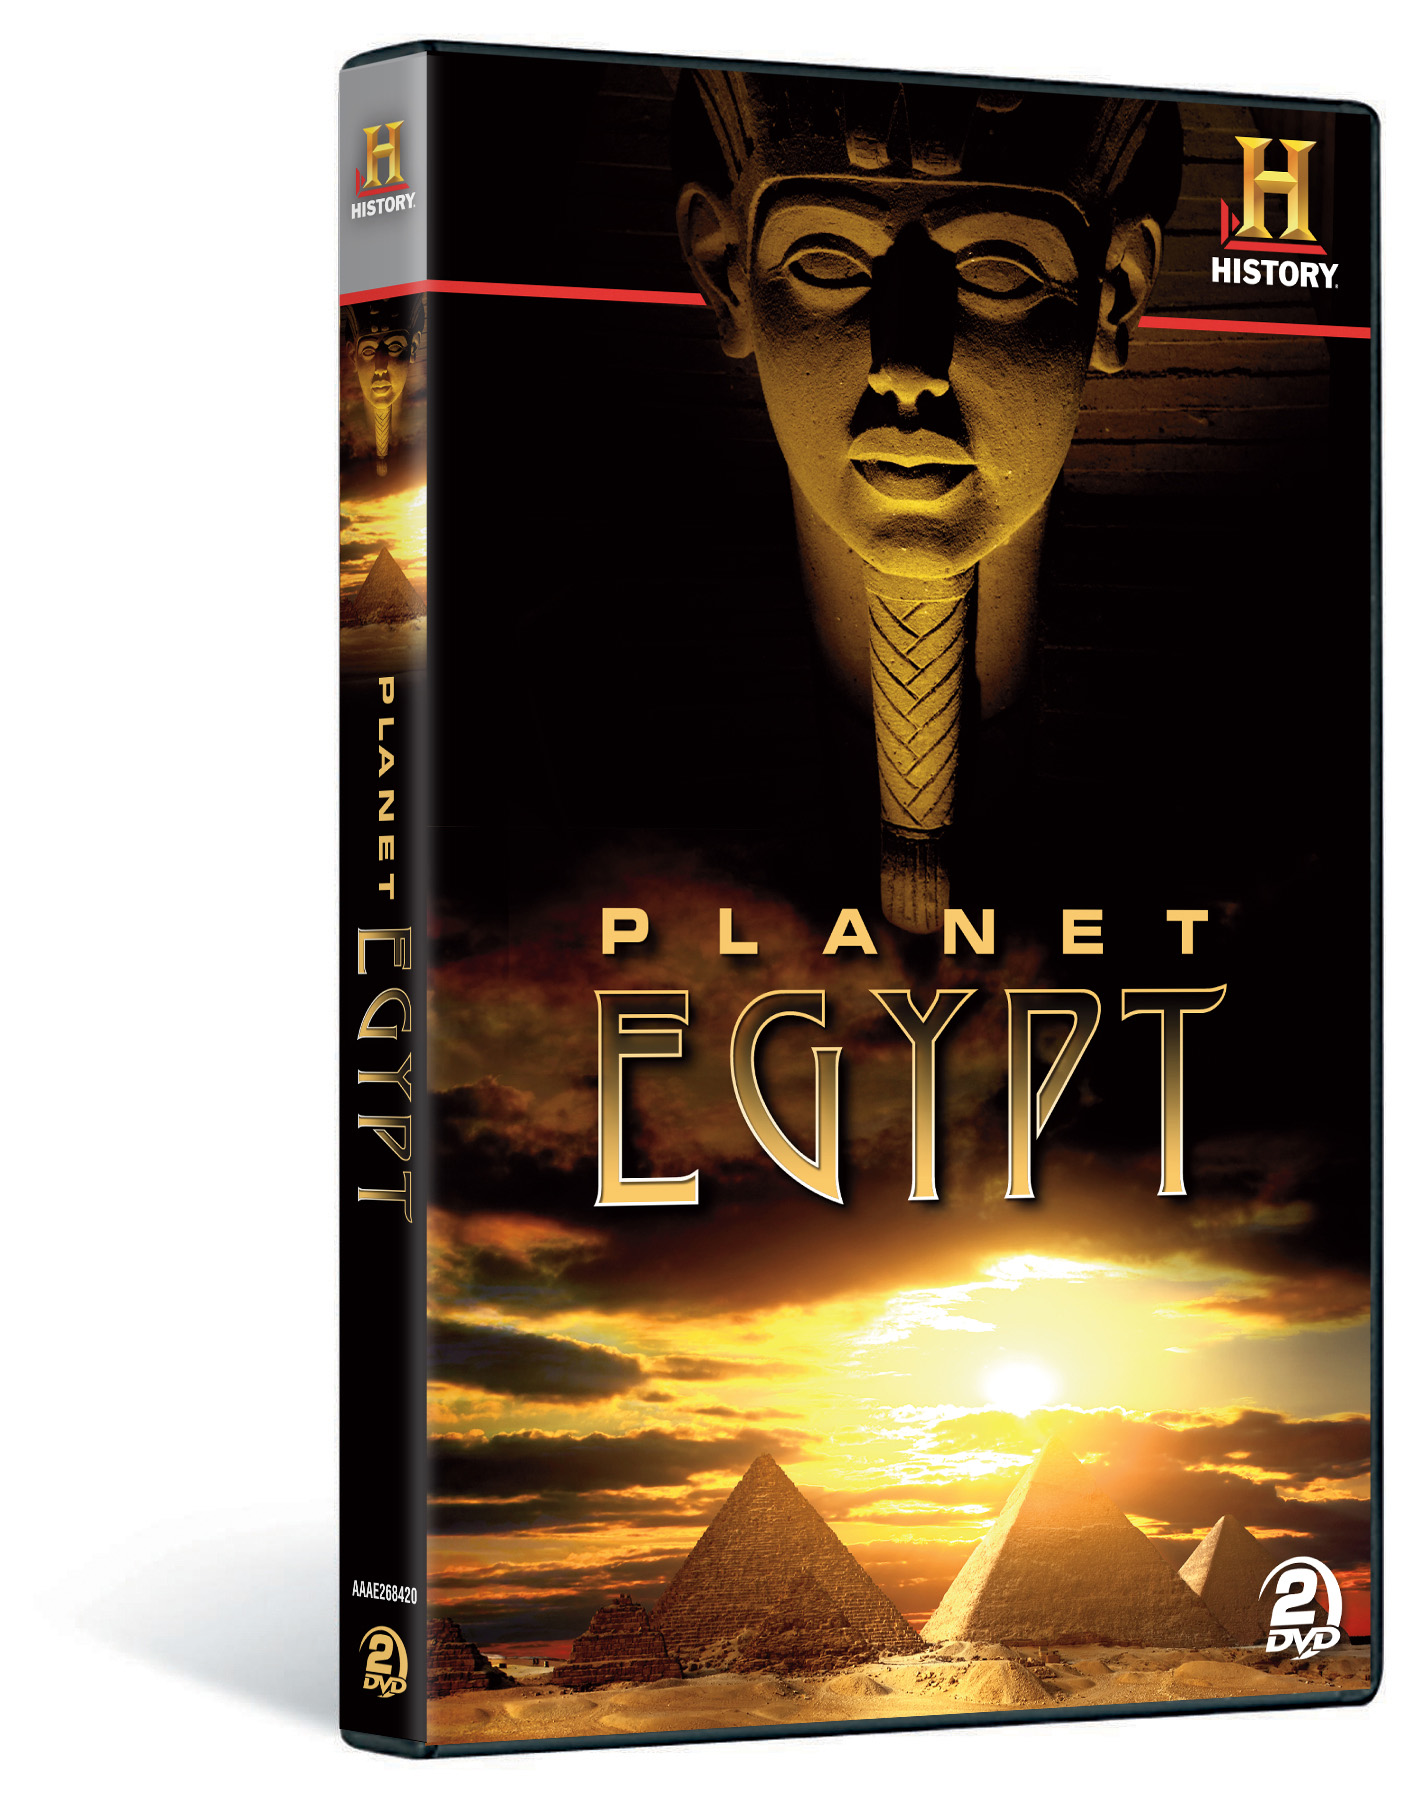 H
HISTORY
PLANET EGYPT
AAAE268420
2
DVD
H
HISTORY
PLANET
EGYPT
2
DVD